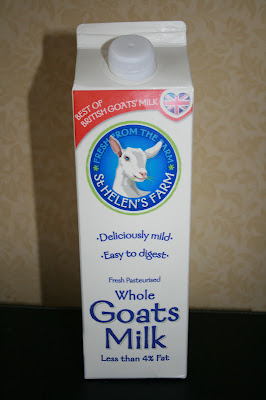 BEST OF
BRITISH GOATS' MILK
FRESH FROM THE FARM
St HELEN'S FARM
·Deliciously mild·
·Easy to digest·
Fresh Pasteurised
Whole
Goats
Milk
Less than 4% Fat